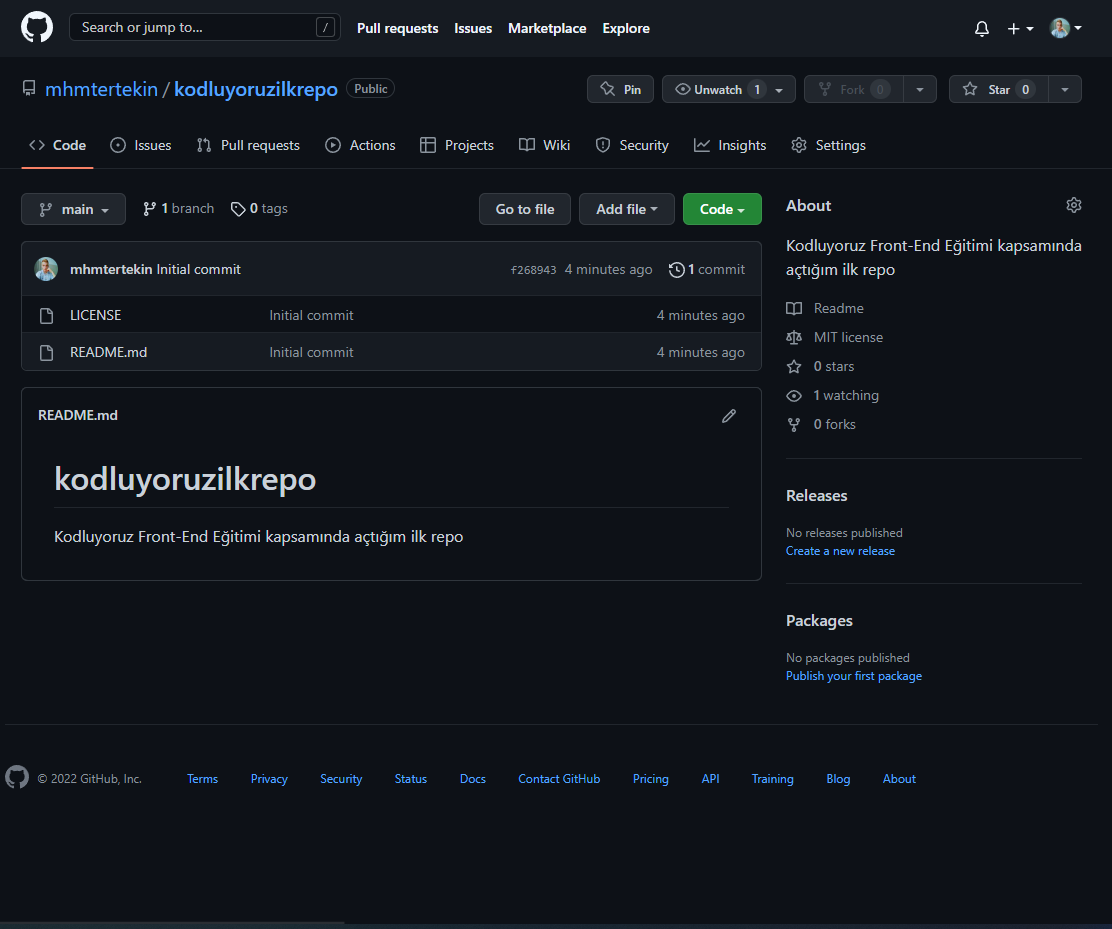 Search or jump to... /
Pull requests Issues Marketplace Explore
mhmtertekin / kodluyoruzilkrepo Public
Pin Unwatch 1 Fork 0 Star 0
Code Issues Pull requests Actions Projects Wiki Security Insights Settings
main 1 branch 0 tags Go to file Add file Code
mhmtertekin Initial commit f268943 4 minutes ago 1 commit
LICENSE Initial commit 4 minutes ago
README.md Initial commit 4 minutes ago
README.md
kodluyoruzilkrepo
Kodluyoruz Front-End Eğitimi kapsamında açtığım ilk repo
About
Kodluyoruz Front-End Eğitimi kapsamında
açtığım ilk repo
Readme
MIT license
0 stars
1 watching
0 forks
Releases
No releases published
Create a new release
Packages
No packages published
Publish your first package
© 2022 GitHub, Inc. Terms Privacy Security Status Docs Contact GitHub Pricing API Training Blog About